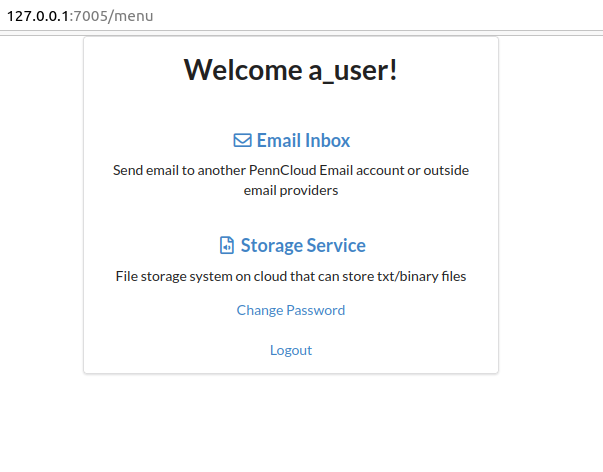 127.0.0.1:7005/menu
Welcome a_user!
Email Inbox
Send email to another PennCloud Email account or outside
email providers
Storage Service
File storage system on cloud that can store txt/binary files
Change Password
Logout